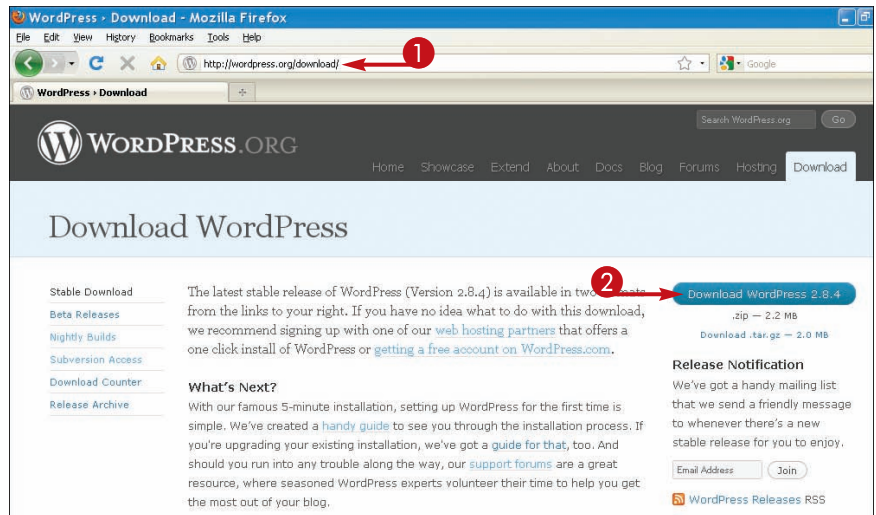 WordPress › Download - Mozilla Firefox
File Edit View History Bookmarks Tools Help
http://wordpress.org/download/
1
Google
WordPress › Download
Search WordPress.org
Go
WORDPRESS.ORG
Home Showcase Extend About Docs Blog Forums Hosting Download
Download WordPress
Stable Download
Beta Releases
Nightly Builds
Subversion Access
Download Counter
Release Archive
The latest stable release of WordPress (Version 2.8.4) is available in two
from the links to your right. If you have no idea what to do with this download,
we recommend signing up with one of our web hosting partners that offers a
one click install of WordPress or getting a free account on WordPress.com.
What's Next?
With our famous 5-minute installation, setting up WordPress for the first time is
simple. We've created a handy guide to see you through the installation process. If
you're upgrading your existing installation, we've got a guide for that, too. And
should you run into any trouble along the way, our support forums are a great
resource, where seasoned WordPress experts volunteer their time to help you get
the most out of your blog.
2
Download WordPress 2.8.4
.zip — 2.2 MB
Download .tar.gz — 2.0 MB
Release Notification
We've got a handy mailing list
that we send a friendly message
to whenever there's a new
stable release for you to enjoy.
Email Address
Join
WordPress Releases RSS